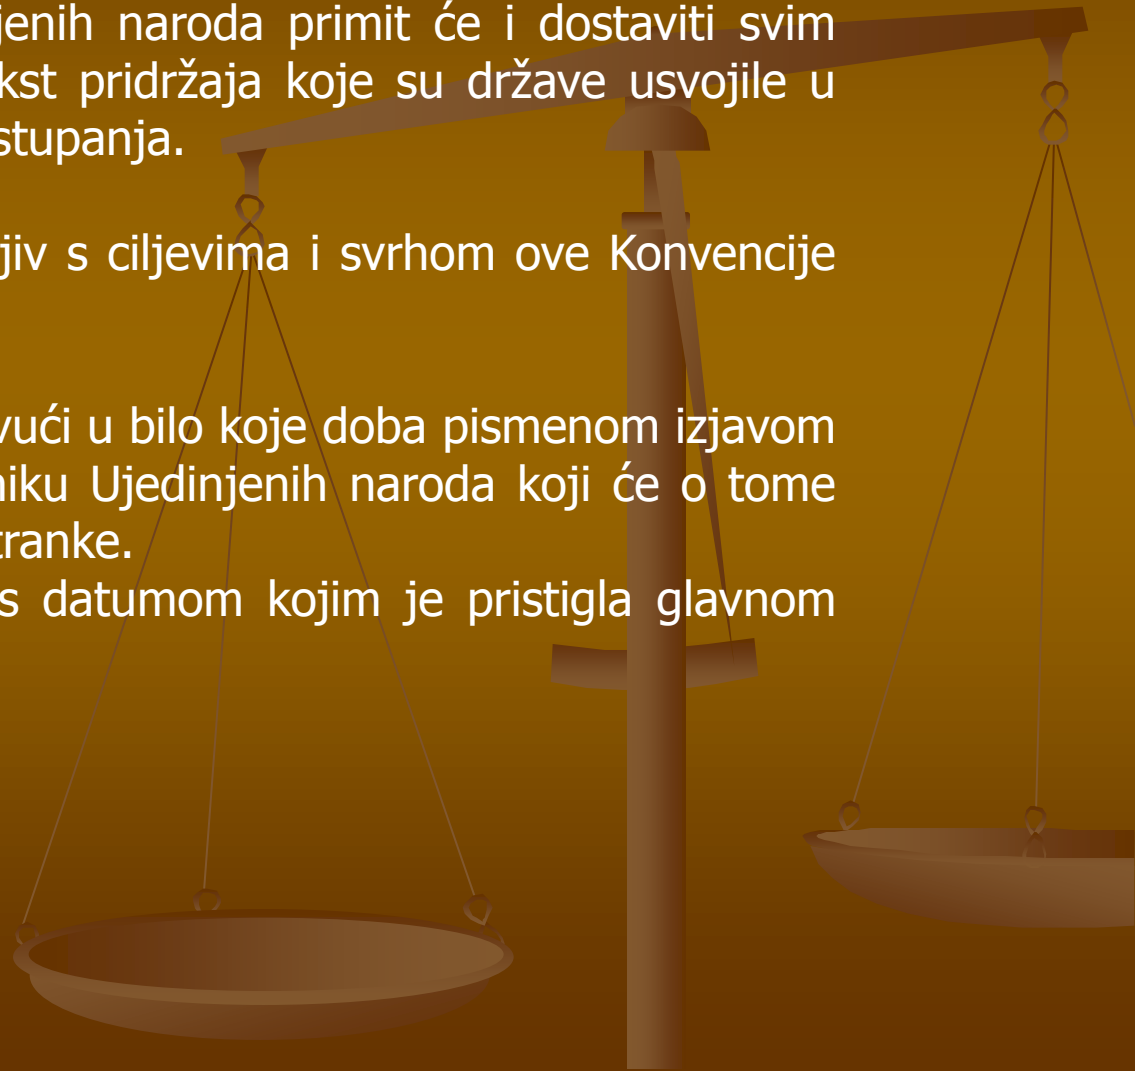 jenih naroda primit će i dostaviti svim
kst pridržaja koje su države usvojile u
stupanja.
jiv s ciljevima i svrhom ove Konvencije
vući u bilo koje doba pismenom izjavom
niku Ujedinjenih naroda koji će o tome
tranke.
s datumom kojim je pristigla glavnom